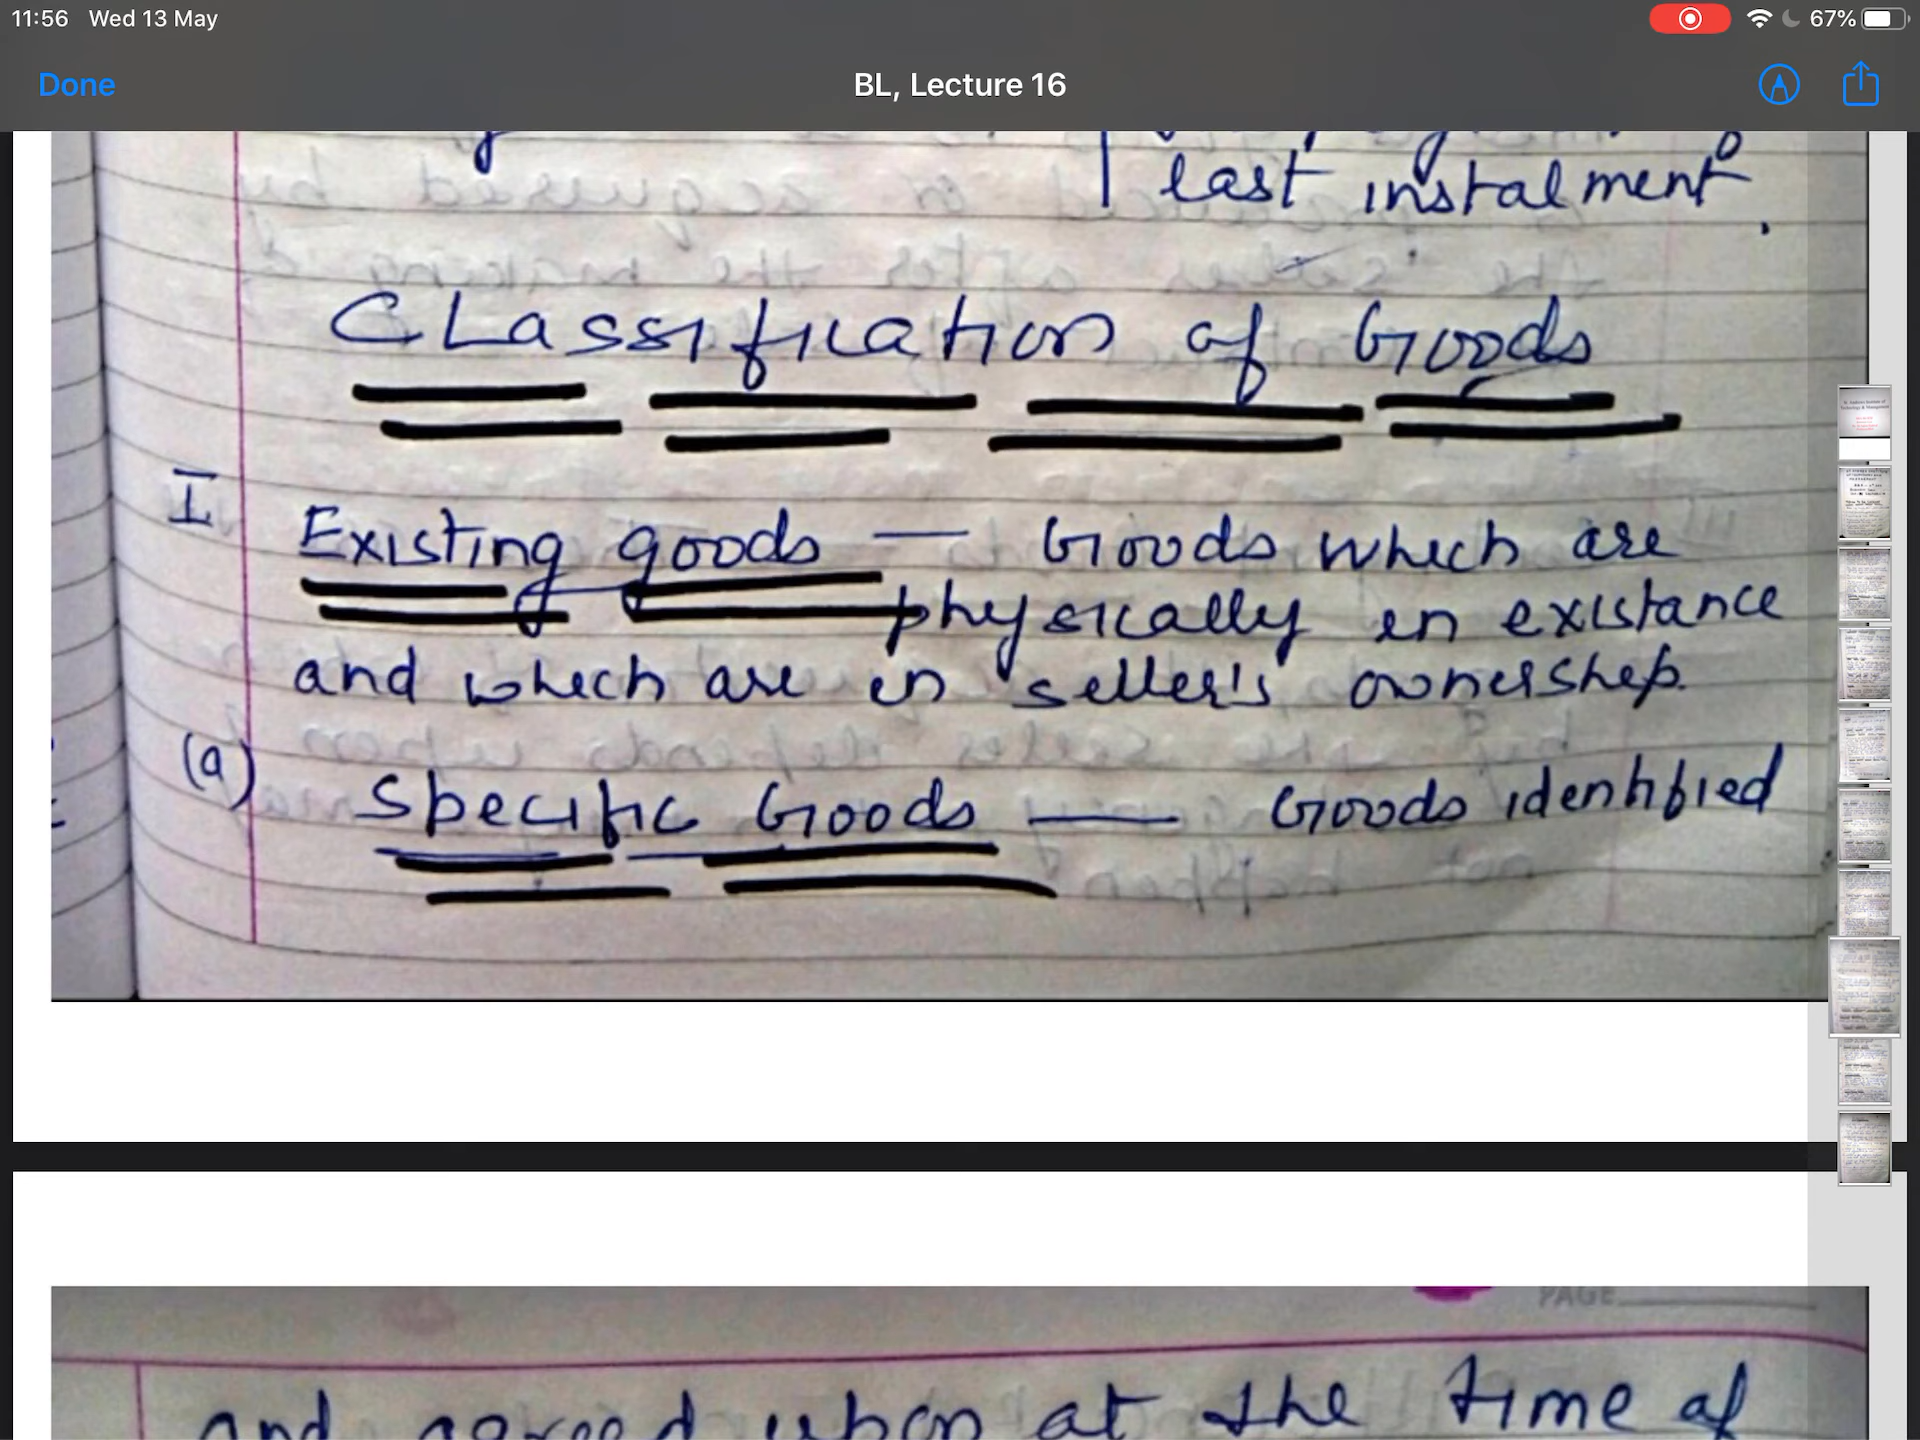 11:56 Wed 13 May
67%
Done
BL, Lecture 16
last instalment.
Classification of Goods
I
Existing goods — Goods which are
physically in existance
and which are in seller's ownership.
(a)
Specific Goods — Goods identified
PAGE
and agreed upon at the time of